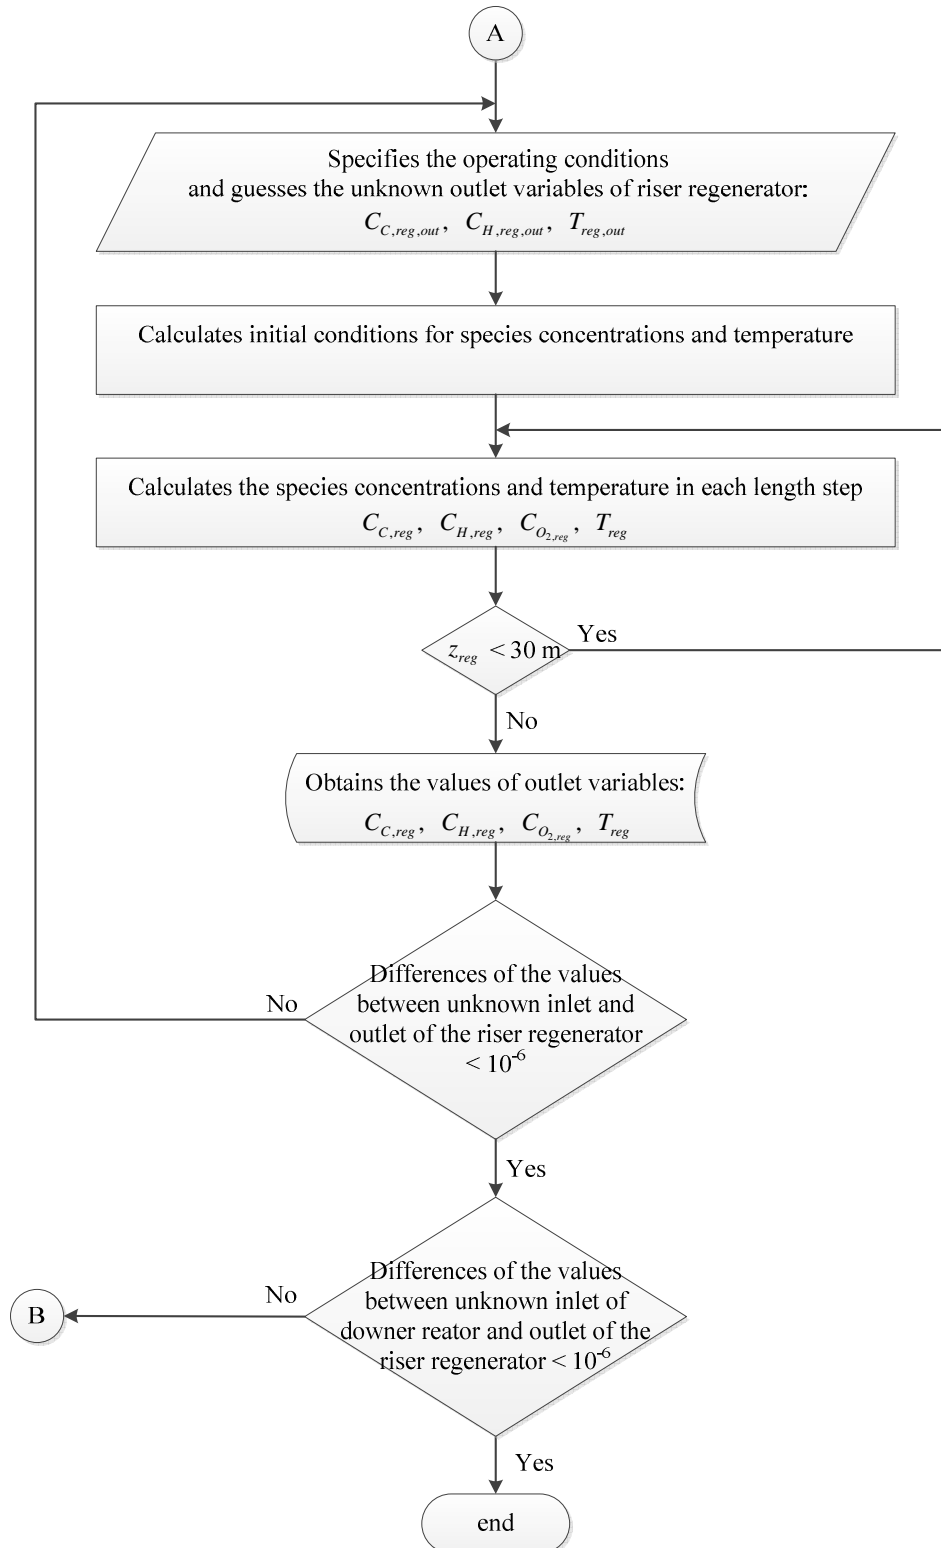 A
Specifies the operating conditions
and guesses the unknown outlet variables of riser regenerator:
C_{C,reg,out}, C_{H,reg,out}, T_{reg,out}
Calculates initial conditions for species concentrations and temperature
Calculates the species concentrations and temperature in each length step
C_{C,reg}, C_{H,reg}, C_{O_{2,reg}}, T_{reg}
z_{reg} < 30 m
Yes
No
Obtains the values of outlet variables:
C_{C,reg}, C_{H,reg}, C_{O_{2,reg}}, T_{reg}
Differences of the values
between unknown inlet and
outlet of the riser regenerator
< 10^{-6}
No
Yes
Differences of the values
between unknown inlet of
downer reator and outlet of the
riser regenerator < 10^{-6}
No
B
Yes
end